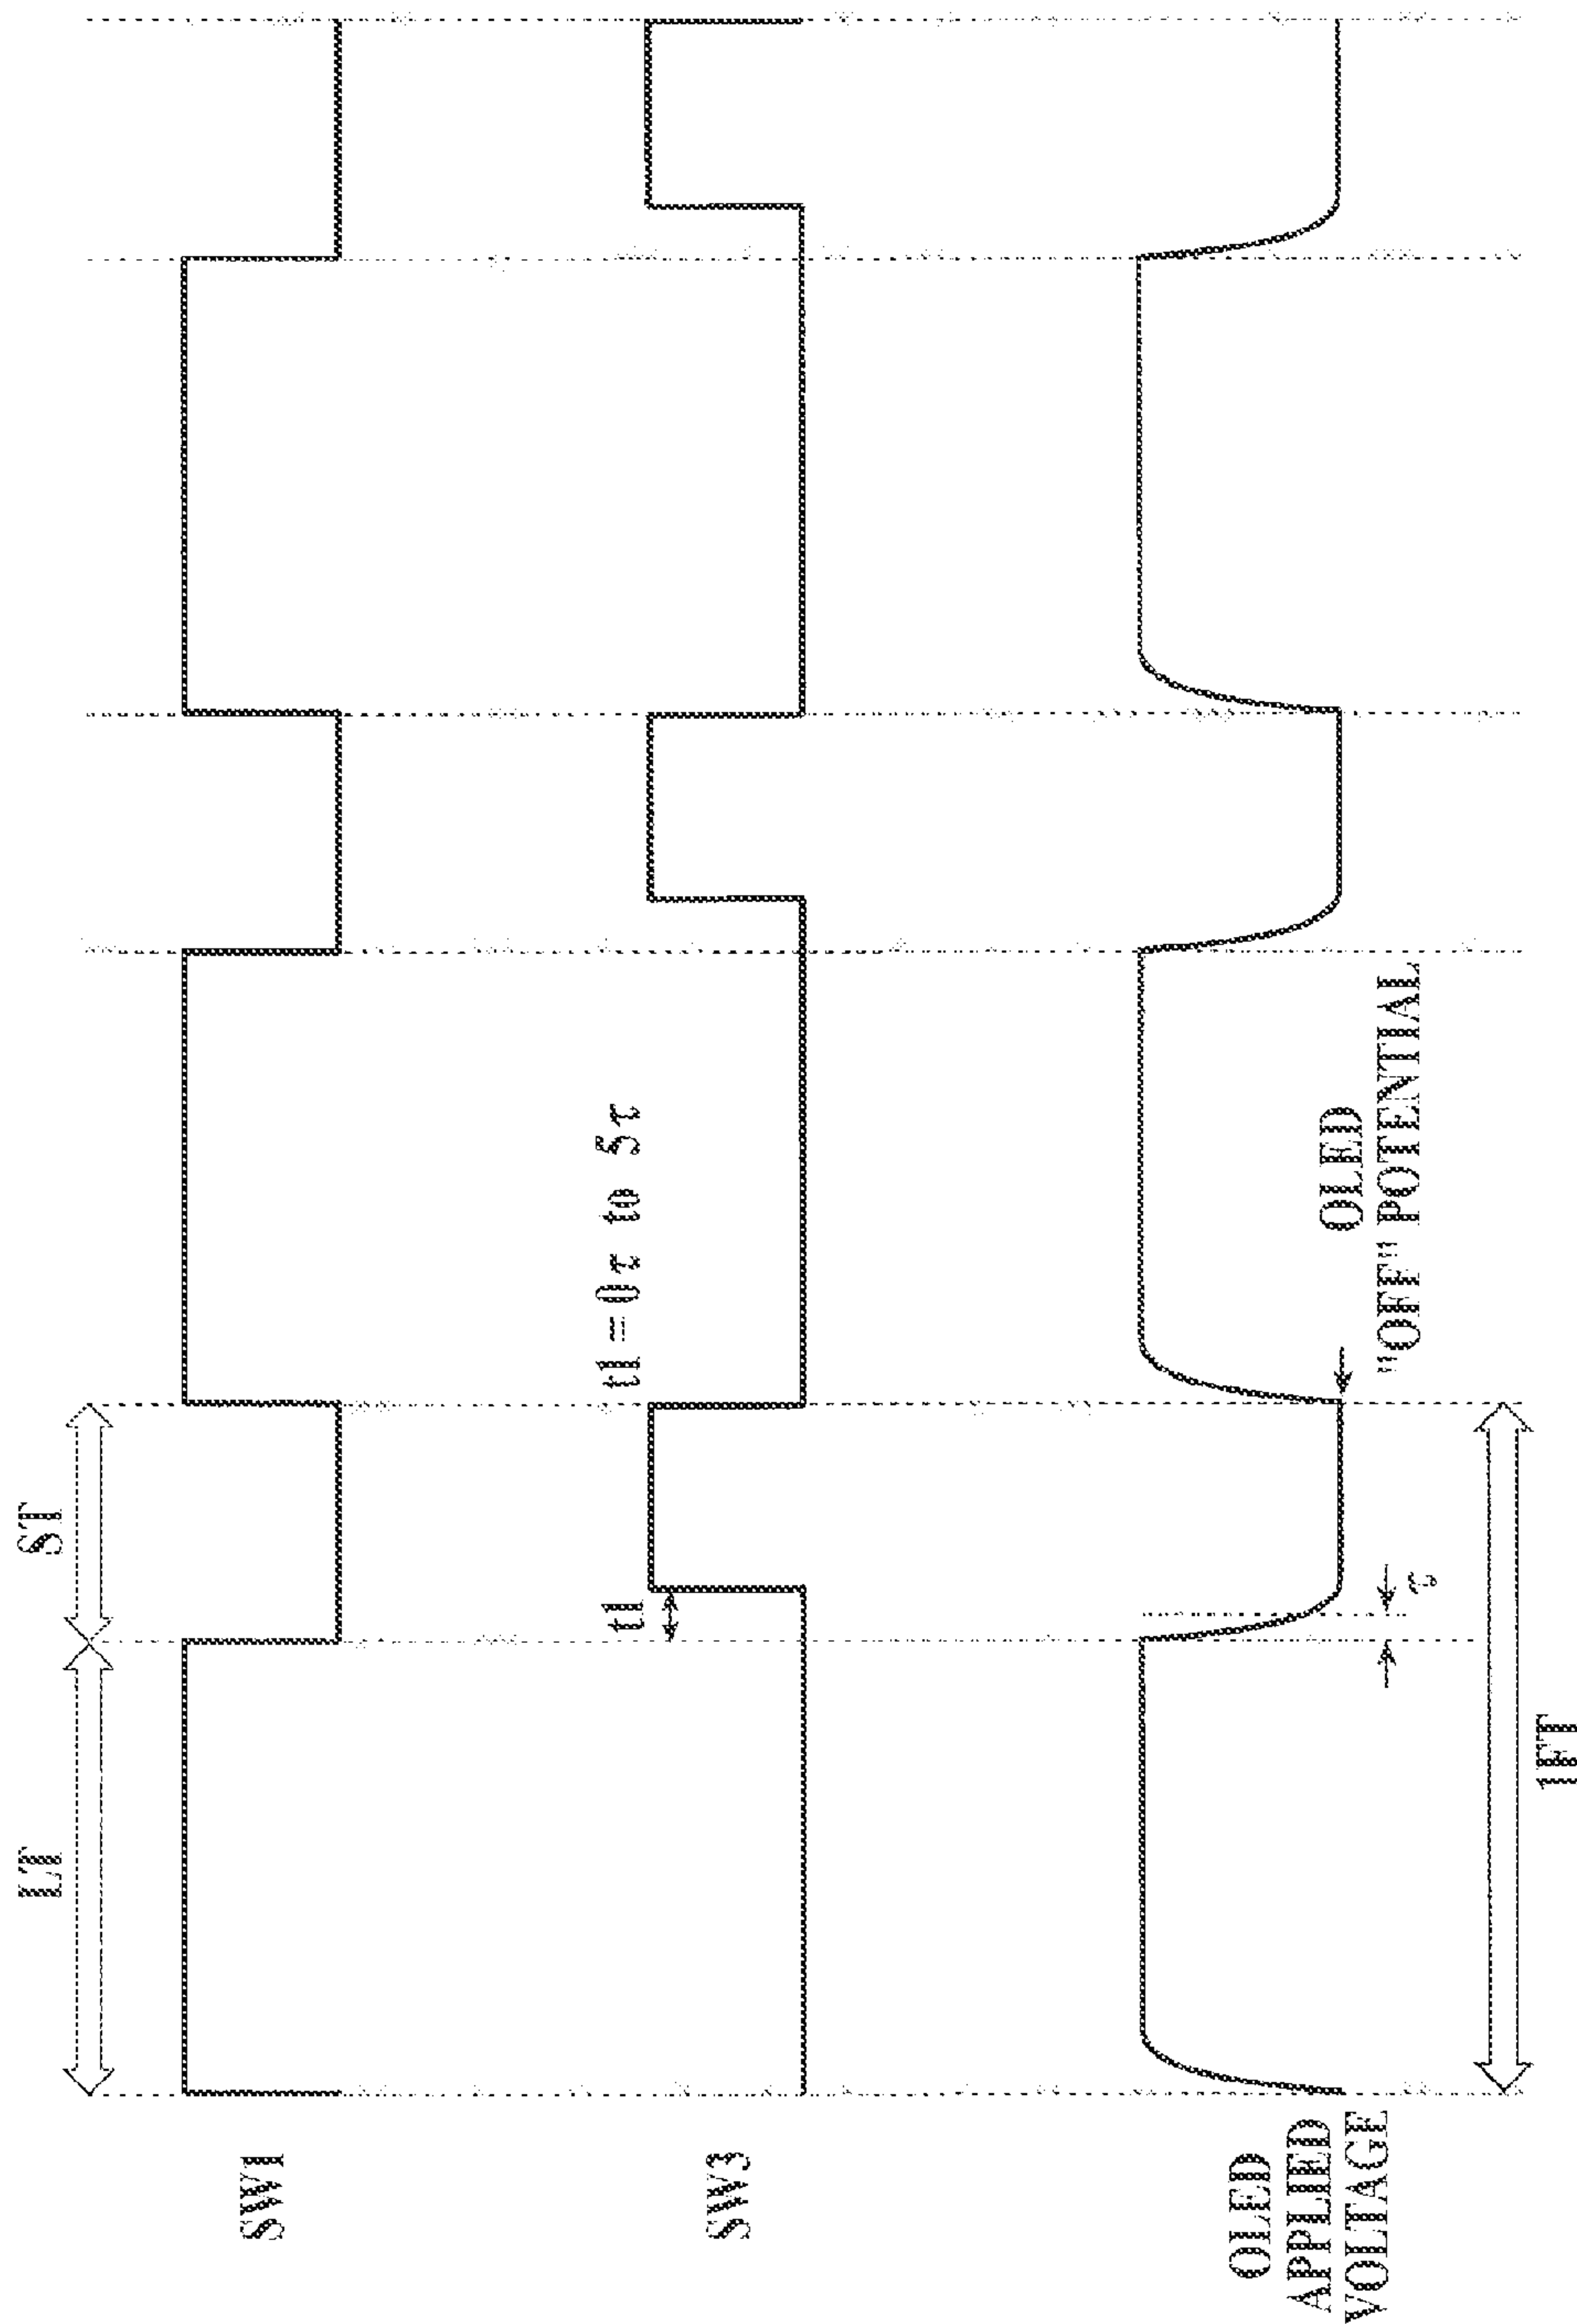 LT
ST
SW1
t1
t1=0τ to 5τ
SW3
OLED
APPLIED
VOLTAGE
τ
OLED
"OFF" POTENTIAL
1FT